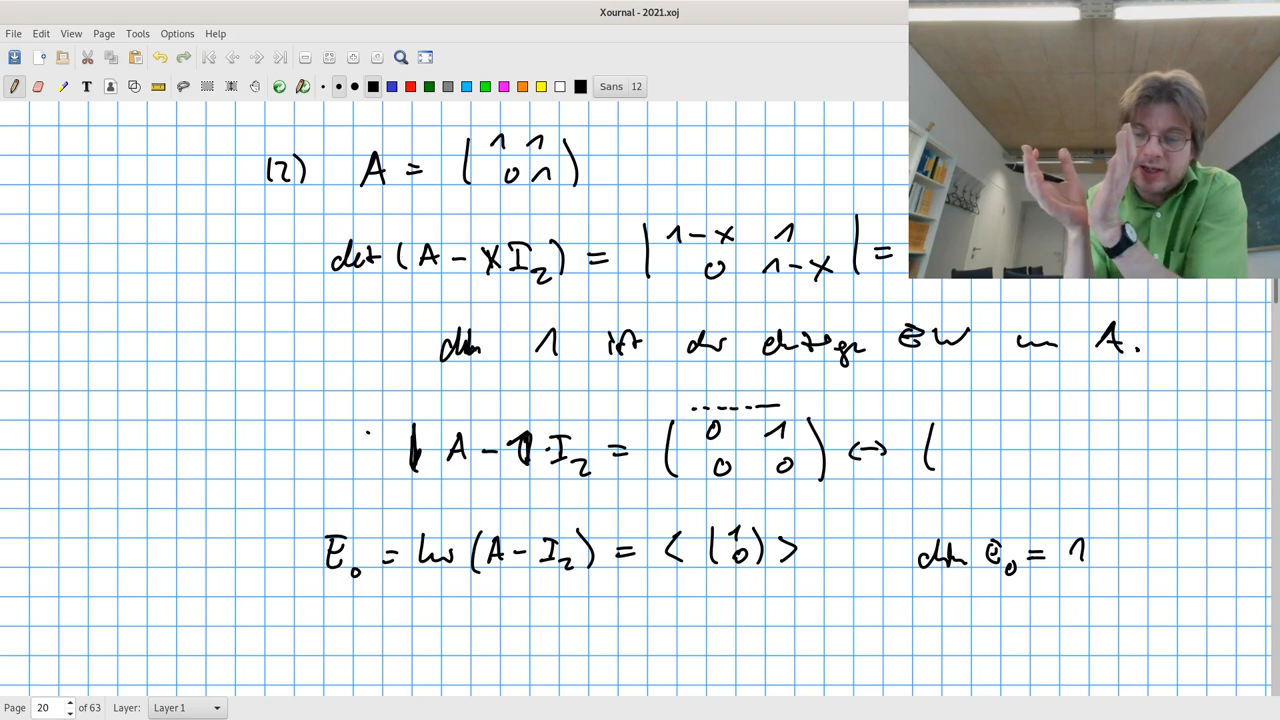 Xournal - 2021.xoj
File Edit View Page Tools Options Help
Sans 12
(2) A = ( 1 1 0 1 )
det (A - X I₂) = | 1-x 1 0 1-x | =
1 ist der einzige EW von A.
A - 1·I₂ = ( 0 1 0 0 ) ↔ (
E₀ = ker (A - I₂) = < (1 0) > dim E₀ = 1
Page 20 of 63 Layer: Layer 1